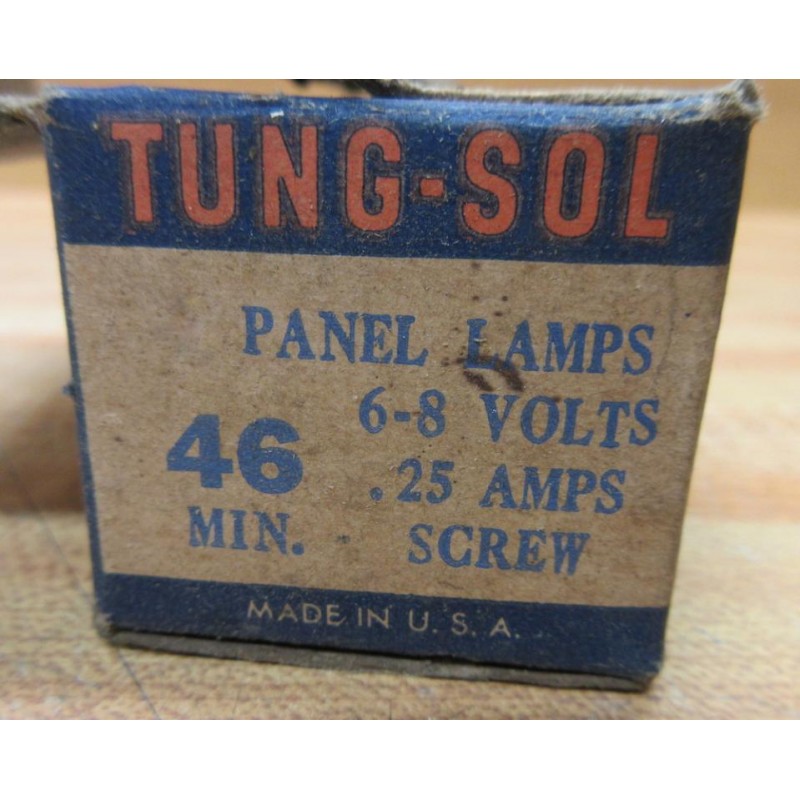 TUNG-SOL
PANEL LAMPS
6-8 VOLTS
46 .25 AMPS
MIN. SCREW
MADE IN U. S. A.